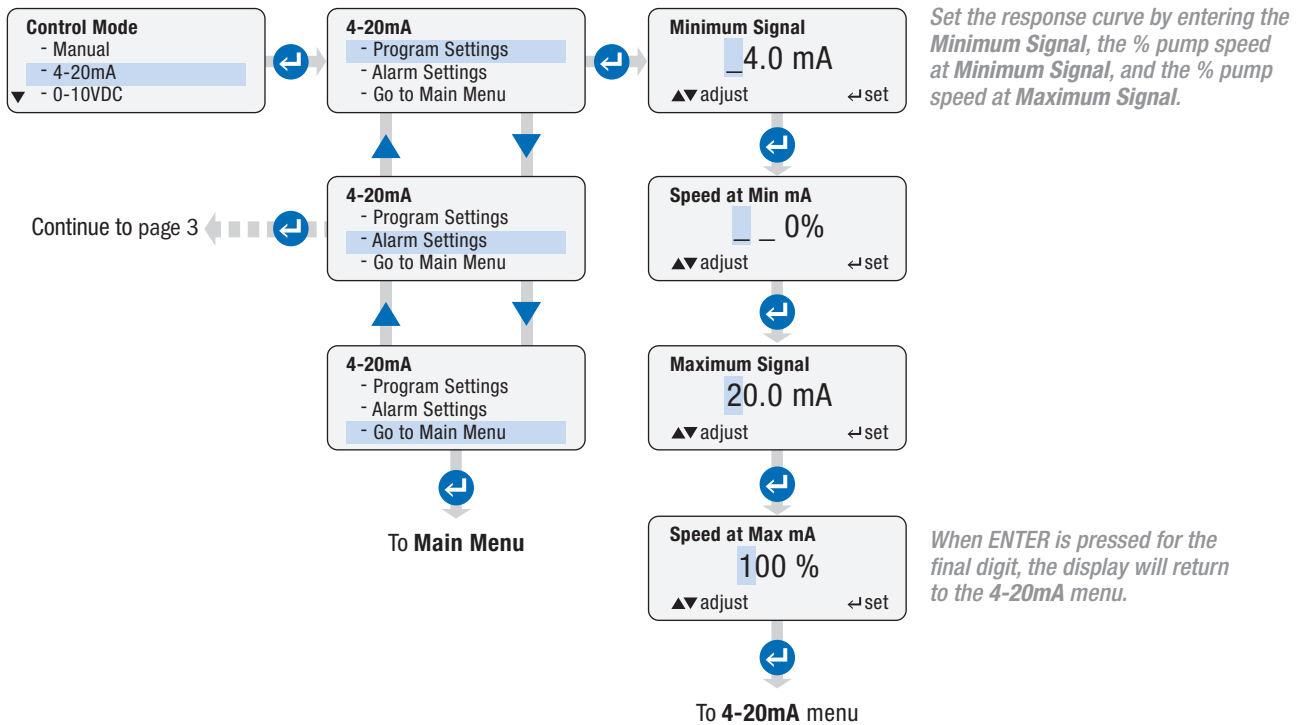 Control Mode
- Manual
- 4-20mA
▼ - 0-10VDC
4-20mA
- Program Settings
- Alarm Settings
- Go to Main Menu
Minimum Signal
_4.0 mA
▲▼ adjust ↵ set
Set the response curve by entering the
Minimum Signal, the % pump speed
at Minimum Signal, and the % pump
speed at Maximum Signal.
Continue to page 3
4-20mA
- Program Settings
- Alarm Settings
- Go to Main Menu
Speed at Min mA
_ _ 0%
▲▼ adjust ↵ set
4-20mA
- Program Settings
- Alarm Settings
- Go to Main Menu
To Main Menu
Maximum Signal
20.0 mA
▲▼ adjust ↵ set
Speed at Max mA
100 %
▲▼ adjust ↵ set
When ENTER is pressed for the
final digit, the display will return
to the 4-20mA menu.
To 4-20mA menu